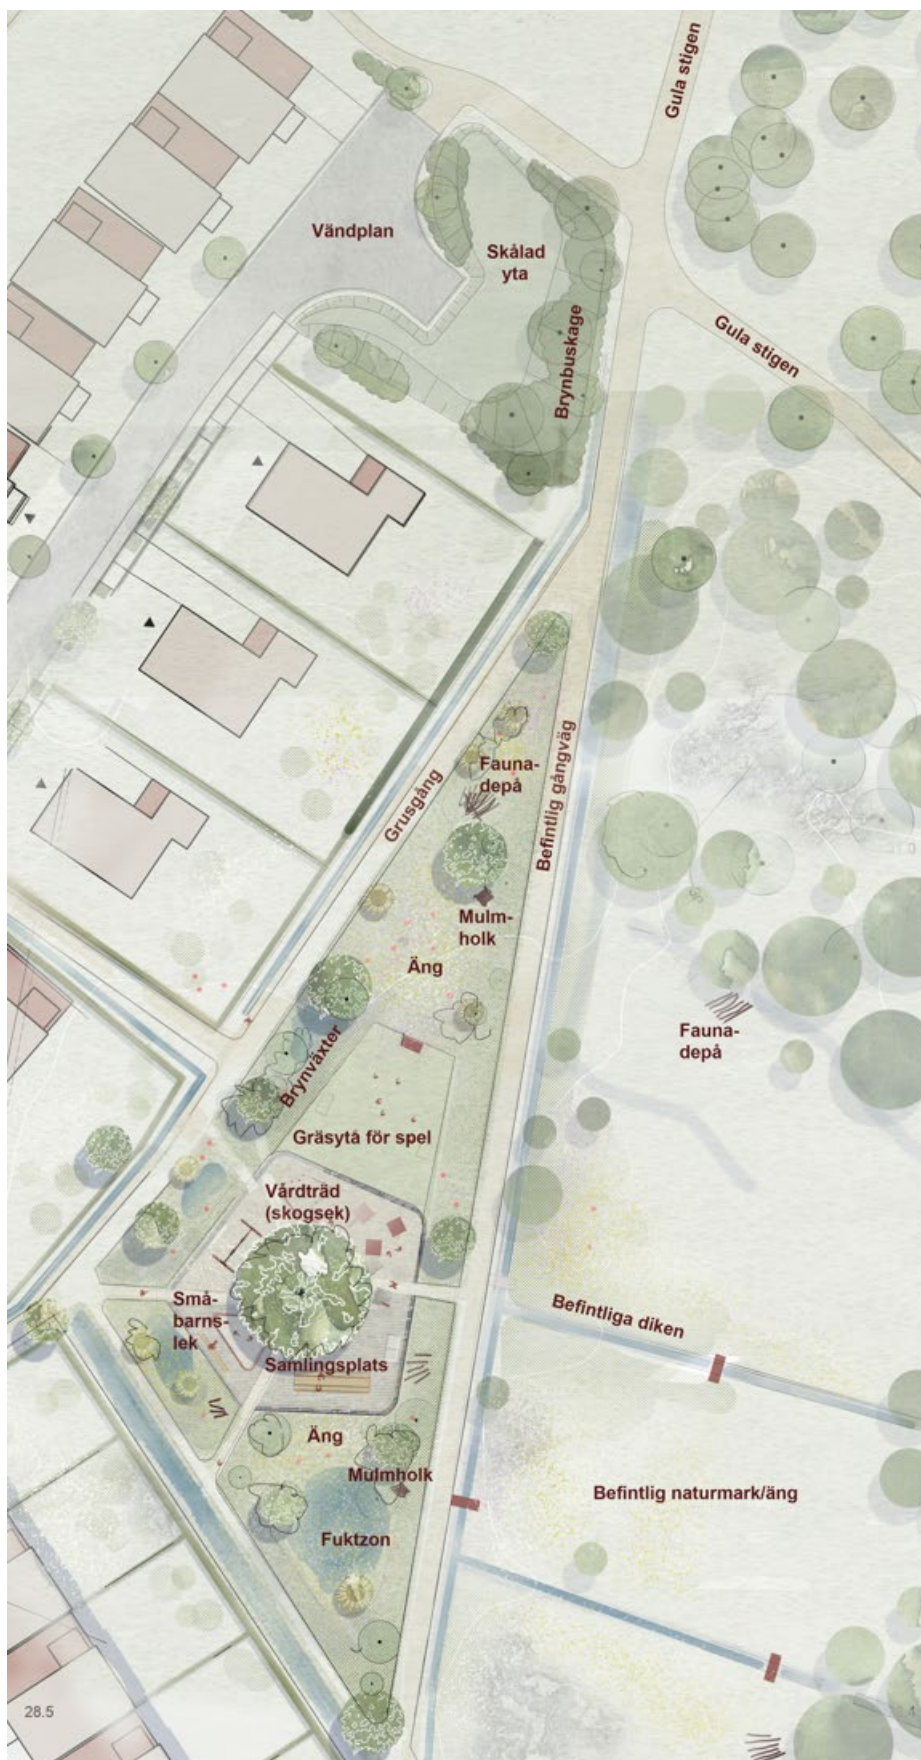 Gula stigen
Vändplan
Skålad
yta
Gula stigen
Brynbuskage
Fauna-
depå
Befintlig gångväg
Grusgång
Mulm-
holk
Äng
Fauna-
depå
Brynväxter
Gräsyta för spel
Vårdträd
(skogsek)
Små-
barns-
lek
Befintliga diken
Samlingsplats
Äng
Mulmholk
Befintlig naturmark/äng
Fuktzon
28.5